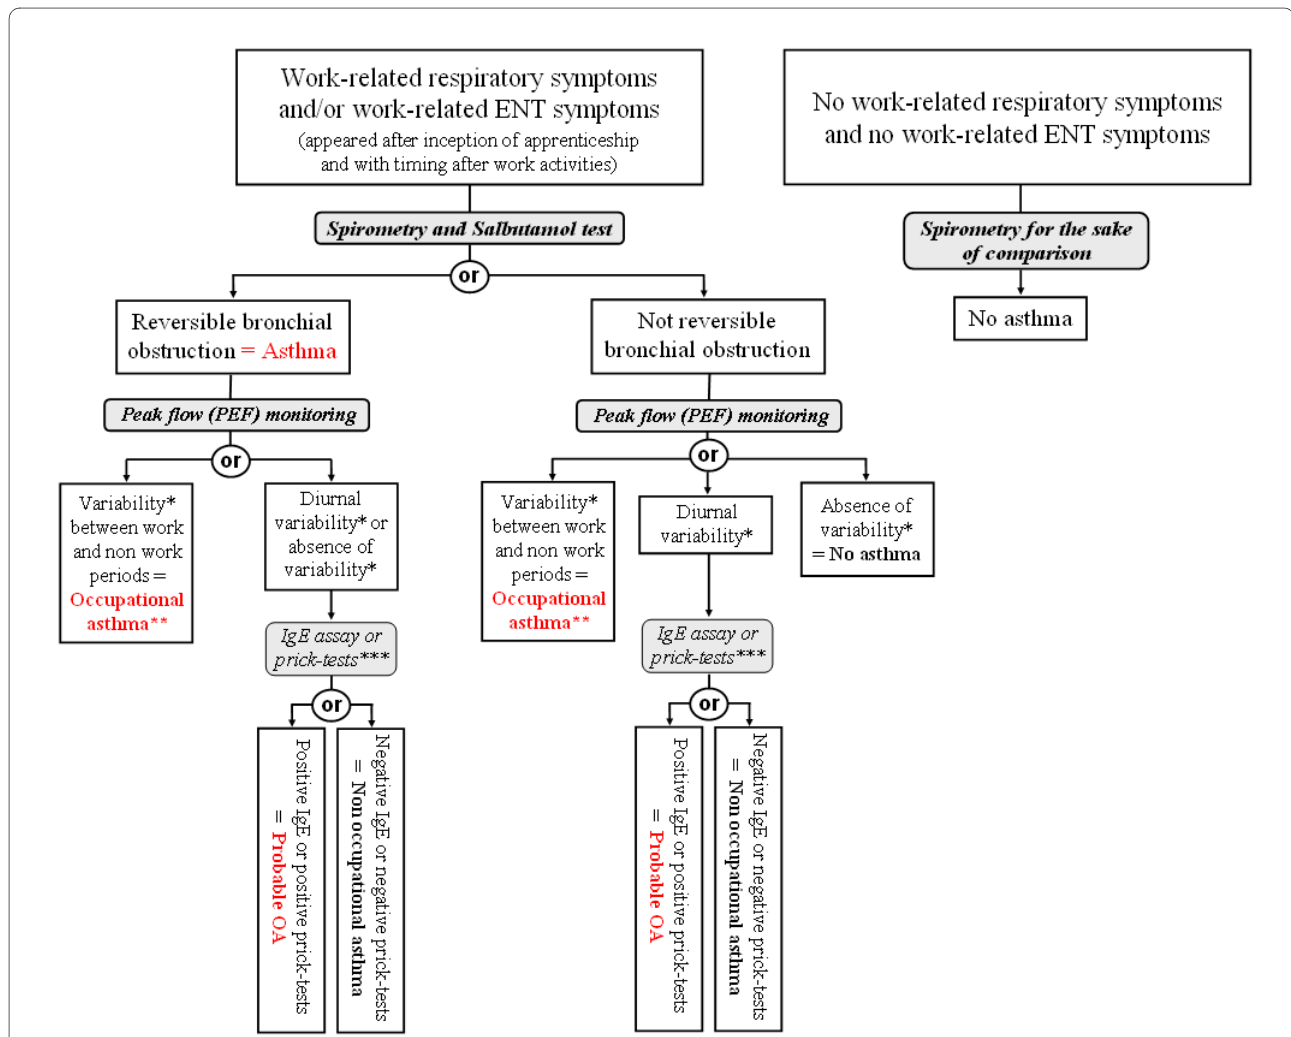 Work-related respiratory symptoms
and/or work-related ENT symptoms
(appeared after inception of apprenticeship
and with timing after work activities)
No work-related respiratory symptoms
and no work-related ENT symptoms
Spirometry and Salbutamol test
Spirometry for the sake
of comparison
or
No asthma
Reversible bronchial
obstruction = Asthma
Not reversible
bronchial obstruction
Peak flow (PEF) monitoring
Peak flow (PEF) monitoring
or
or
Variability*
between work
and non work
periods =
Occupational
asthma**
Diurnal
variability* or
absence of
variability*
Variability*
between work
and non work
periods =
Occupational
asthma**
Diurnal
variability*
Absence of
variability*
= No asthma
IgE assay or
prick-tests***
IgE assay or
prick-tests***
or
or
Positive IgE or positive prick-tests
= Probable OA
Negative IgE or negative prick-tests
= Non occupational asthma
Positive IgE or positive prick-tests
= Probable OA
Negative IgE or negative prick-tests
= Non occupational asthma